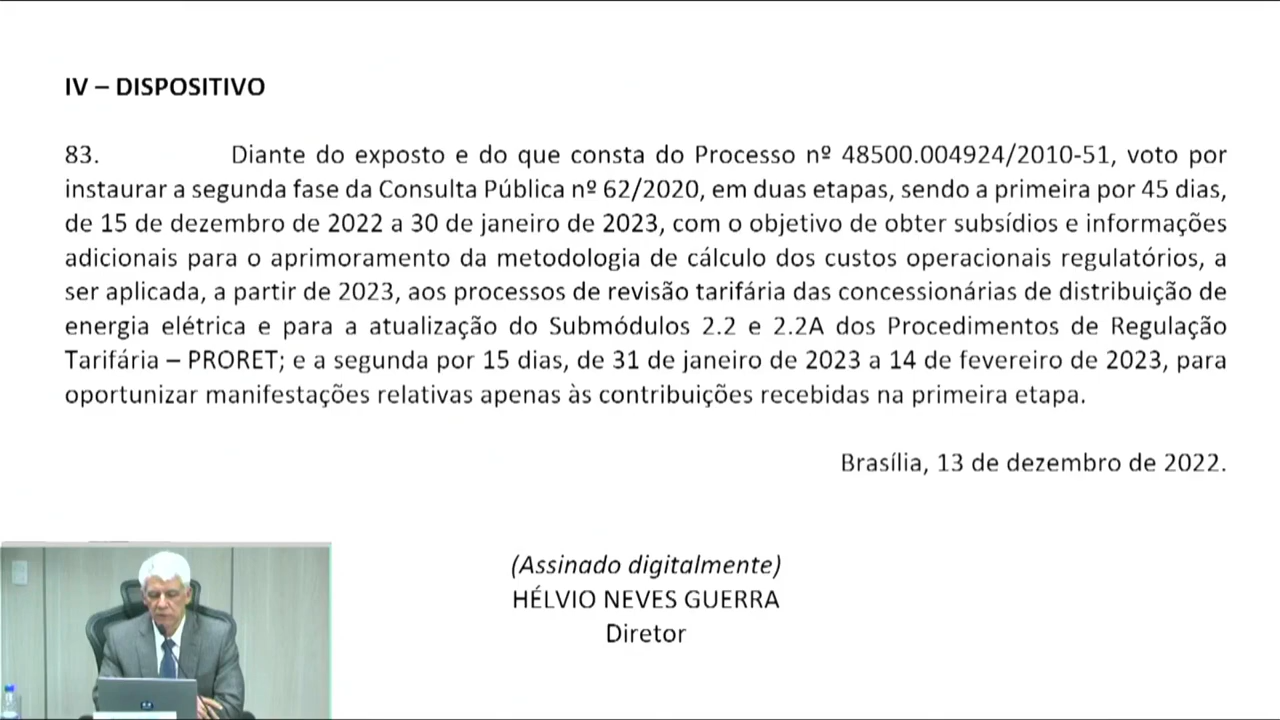 IV – DISPOSITIVO
83. Diante do exposto e do que consta do Processo nº 48500.004924/2010-51, voto por
instaurar a segunda fase da Consulta Pública nº 62/2020, em duas etapas, sendo a primeira por 45 dias,
de 15 de dezembro de 2022 a 30 de janeiro de 2023, com o objetivo de obter subsídios e informações
adicionais para o aprimoramento da metodologia de cálculo dos custos operacionais regulatórios, a
ser aplicada, a partir de 2023, aos processos de revisão tarifária das concessionárias de distribuição de
energia elétrica e para a atualização do Submódulos 2.2 e 2.2A dos Procedimentos de Regulação
Tarifária – PRORET; e a segunda por 15 dias, de 31 de janeiro de 2023 a 14 de fevereiro de 2023, para
oportunizar manifestações relativas apenas às contribuições recebidas na primeira etapa.
Brasília, 13 de dezembro de 2022.
(Assinado digitalmente)
HÉLVIO NEVES GUERRA
Diretor